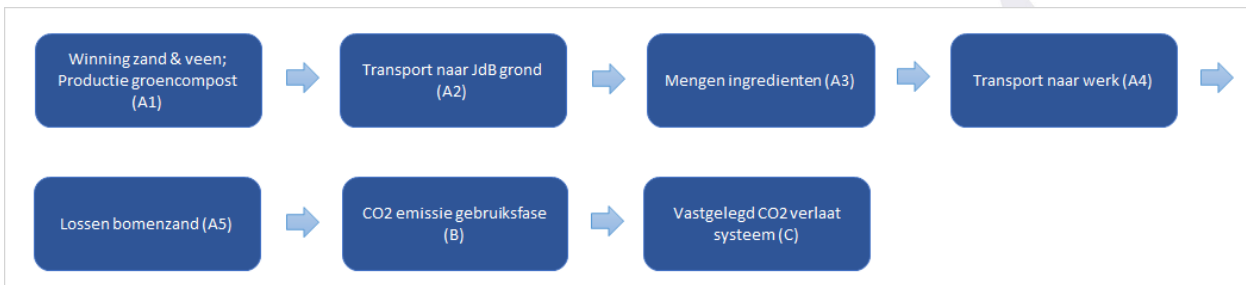 Winning zand & veen;
Productie groencompost
(A1)
Transport naar JdB grond
(A2)
Mengen ingredienten (A3)
Transport naar werk (A4)
Lossen bomenzand (A5)
CO2 emissie gebruiksfase
(B)
Vastgelegd CO2 verlaat
systeem (C)